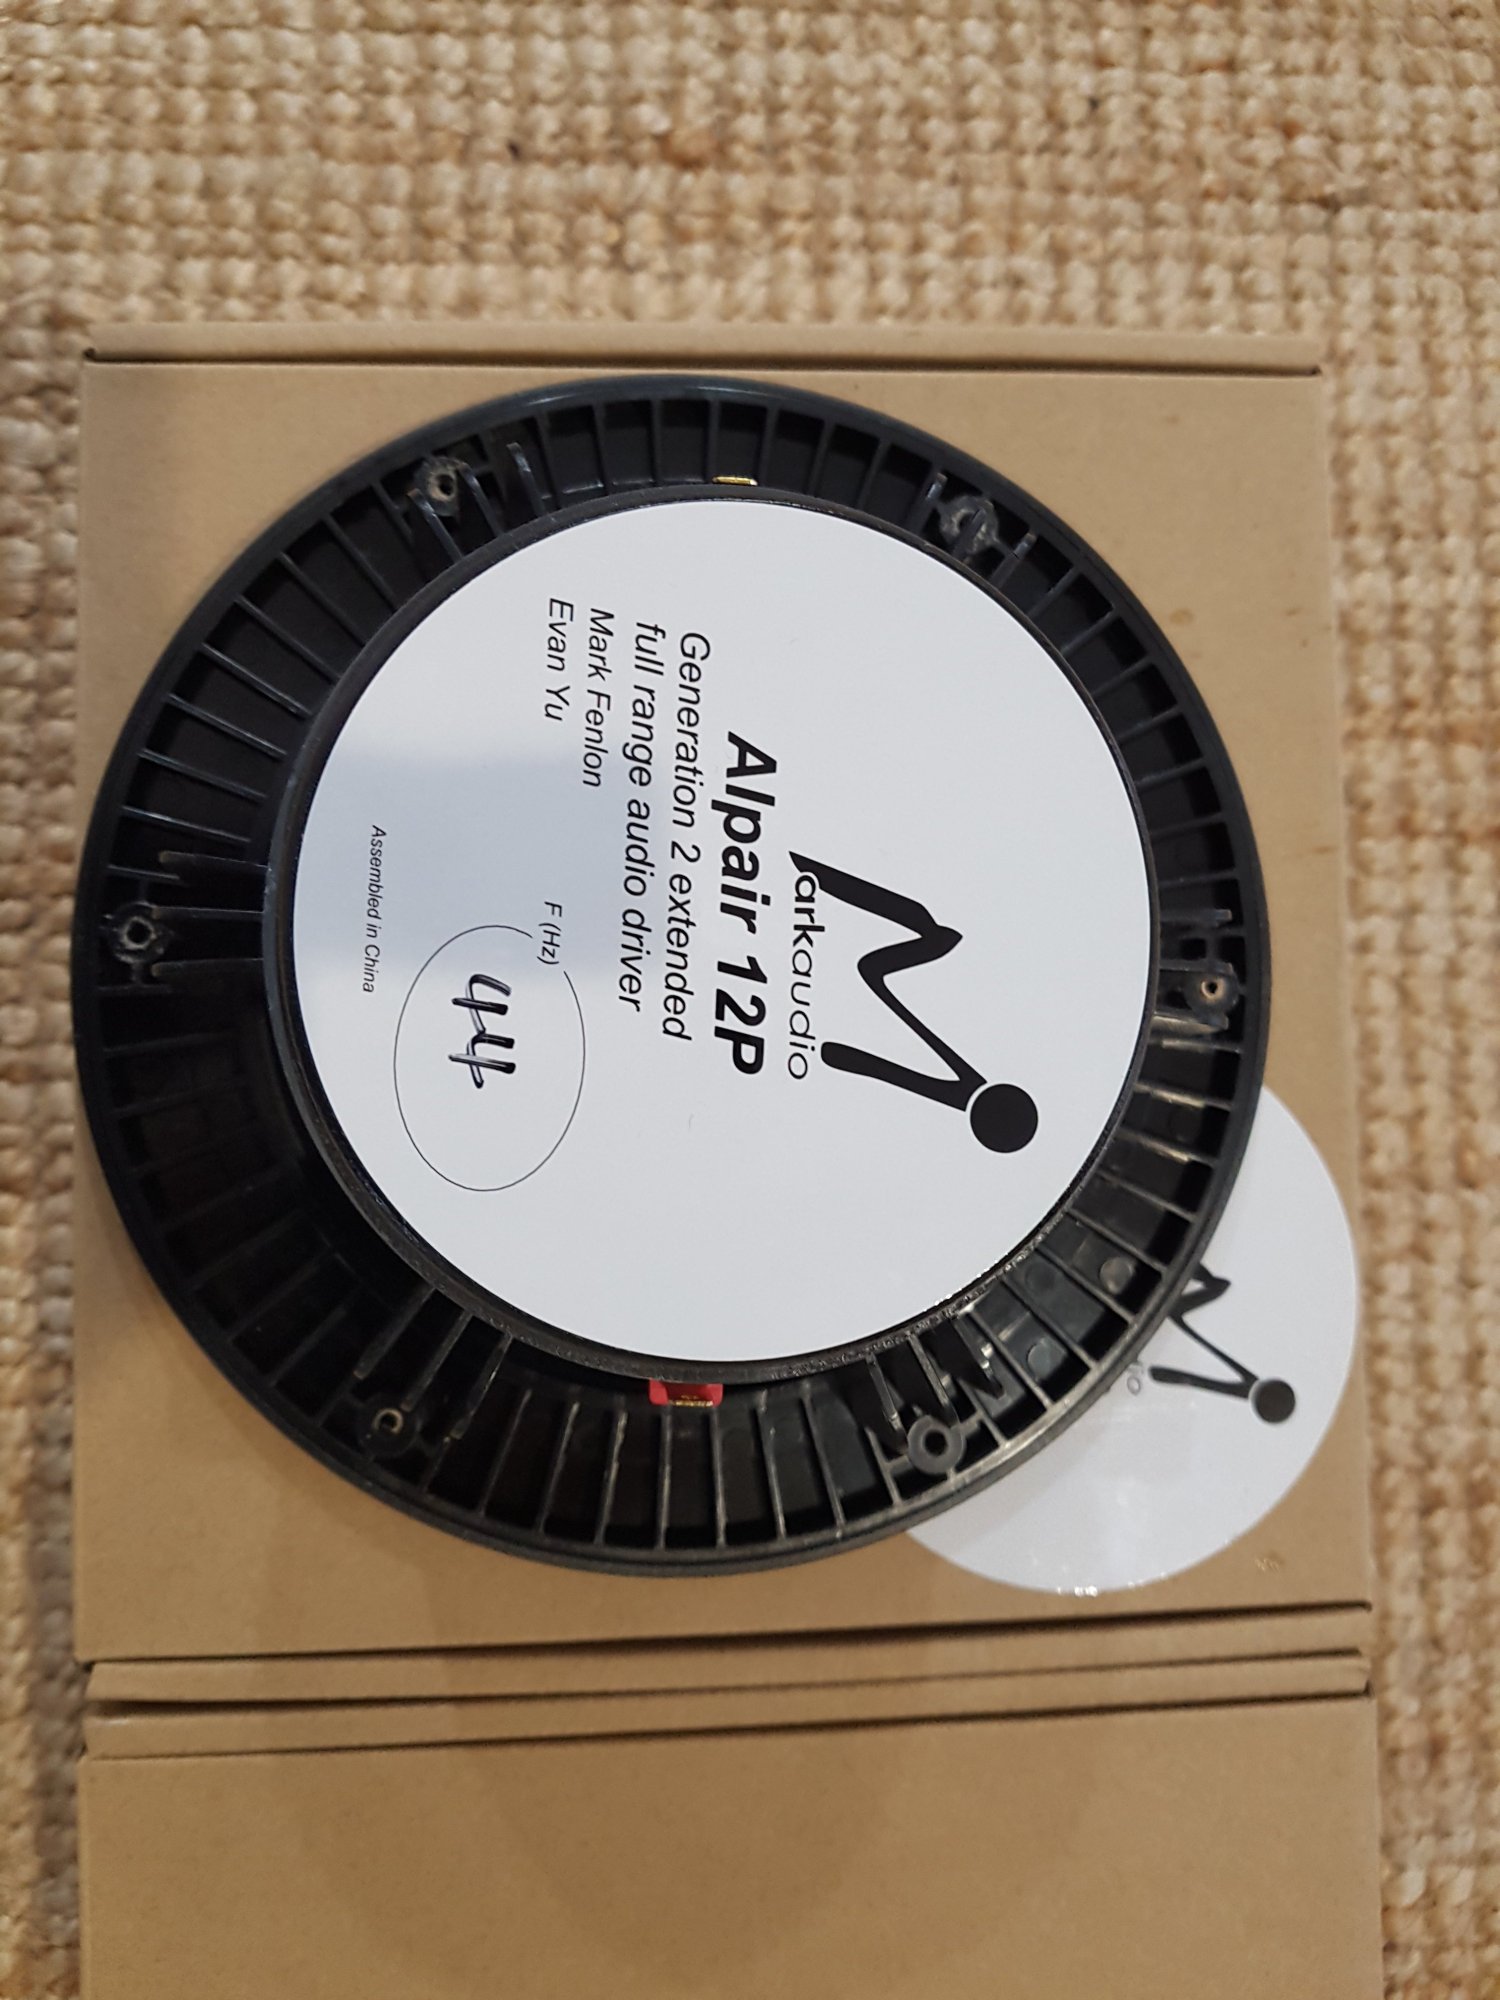 Markaudio
Alpair 12P
Generation 2 extended
full range audio driver
Mark Fenlon
Evan Yu
F (Hz)
44
Assembled in China